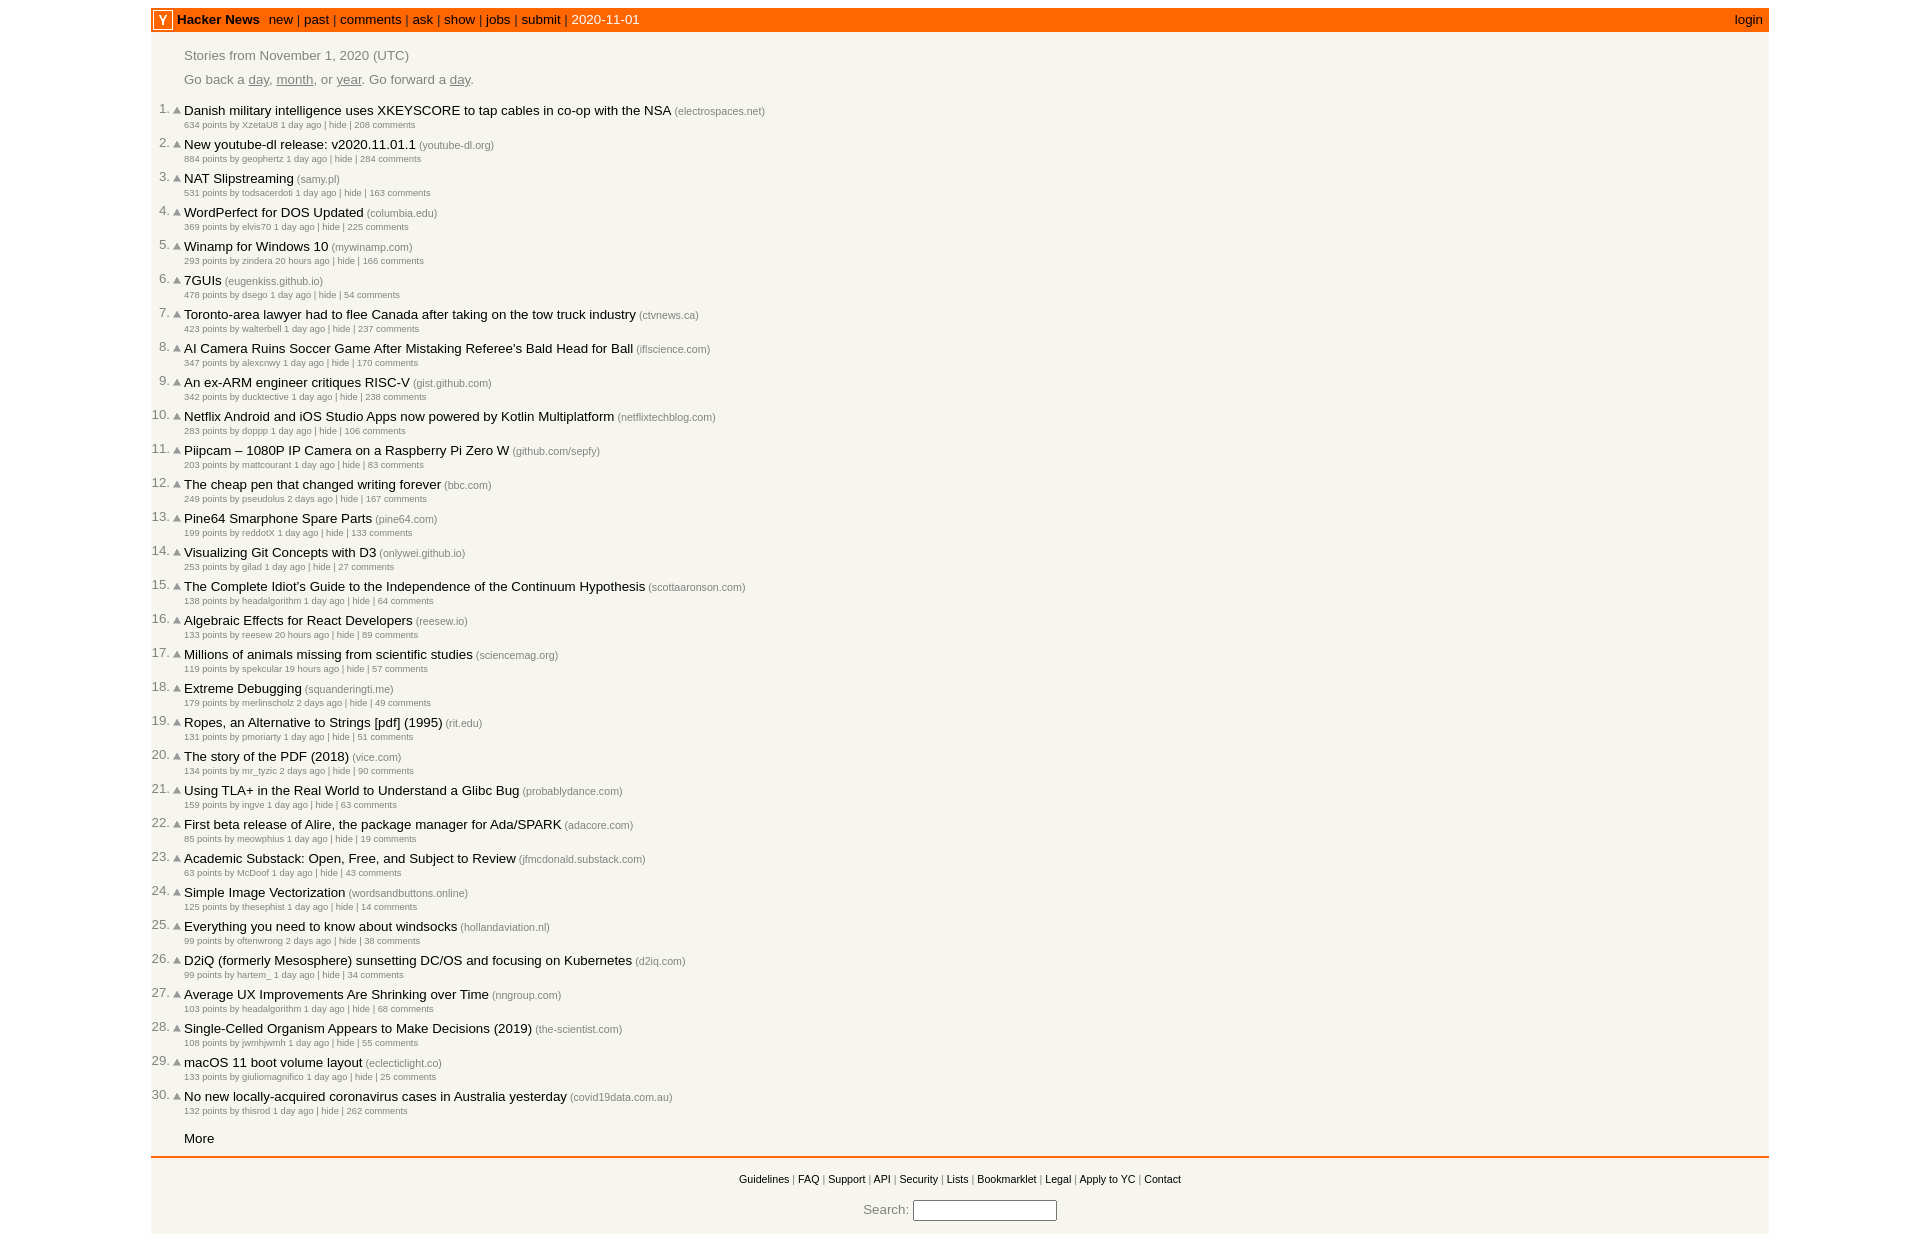 Y Hacker News new | past | comments | ask | show | jobs | submit | 2020-11-01 login
Stories from November 1, 2020 (UTC)
Go back a day, month, or year. Go forward a day.
1. Danish military intelligence uses XKEYSCORE to tap cables in co-op with the NSA (electrospaces.net)
634 points by XzetaU8 1 day ago | hide | 208 comments
2. New youtube-dl release: v2020.11.01.1 (youtube-dl.org)
884 points by geophertz 1 day ago | hide | 284 comments
3. NAT Slipstreaming (samy.pl)
531 points by todsacerdoti 1 day ago | hide | 163 comments
4. WordPerfect for DOS Updated (columbia.edu)
369 points by elvis70 1 day ago | hide | 225 comments
5. Winamp for Windows 10 (mywinamp.com)
293 points by zindera 20 hours ago | hide | 166 comments
6. 7GUIs (eugenkiss.github.io)
478 points by dsego 1 day ago | hide | 54 comments
7. Toronto-area lawyer had to flee Canada after taking on the tow truck industry (ctvnews.ca)
423 points by walterbell 1 day ago | hide | 237 comments
8. AI Camera Ruins Soccer Game After Mistaking Referee's Bald Head for Ball (iflscience.com)
347 points by alexcnwy 1 day ago | hide | 170 comments
9. An ex-ARM engineer critiques RISC-V (gist.github.com)
342 points by ducktective 1 day ago | hide | 238 comments
10. Netflix Android and iOS Studio Apps now powered by Kotlin Multiplatform (netflixtechblog.com)
283 points by doppp 1 day ago | hide | 106 comments
11. Piipcam – 1080P IP Camera on a Raspberry Pi Zero W (github.com/sepfy)
203 points by mattcourant 1 day ago | hide | 83 comments
12. The cheap pen that changed writing forever (bbc.com)
249 points by pseudolus 2 days ago | hide | 167 comments
13. Pine64 Smarphone Spare Parts (pine64.com)
199 points by reddotX 1 day ago | hide | 133 comments
14. Visualizing Git Concepts with D3 (onlywei.github.io)
253 points by gilad 1 day ago | hide | 27 comments
15. The Complete Idiot's Guide to the Independence of the Continuum Hypothesis (scottaaronson.com)
138 points by headalgorithm 1 day ago | hide | 64 comments
16. Algebraic Effects for React Developers (reesew.io)
133 points by reesew 20 hours ago | hide | 89 comments
17. Millions of animals missing from scientific studies (sciencemag.org)
119 points by spekcular 19 hours ago | hide | 57 comments
18. Extreme Debugging (squanderingti.me)
179 points by merlinscholz 2 days ago | hide | 49 comments
19. Ropes, an Alternative to Strings [pdf] (1995) (rit.edu)
131 points by pmoriarty 1 day ago | hide | 51 comments
20. The story of the PDF (2018) (vice.com)
134 points by mr_tyzic 2 days ago | hide | 90 comments
21. Using TLA+ in the Real World to Understand a Glibc Bug (probablydance.com)
159 points by ingve 1 day ago | hide | 63 comments
22. First beta release of Alire, the package manager for Ada/SPARK (adacore.com)
85 points by meowphius 1 day ago | hide | 19 comments
23. Academic Substack: Open, Free, and Subject to Review (jfmcdonald.substack.com)
63 points by McDoof 1 day ago | hide | 43 comments
24. Simple Image Vectorization (wordsandbuttons.online)
125 points by thesephist 1 day ago | hide | 14 comments
25. Everything you need to know about windsocks (hollandaviation.nl)
99 points by oftenwrong 2 days ago | hide | 38 comments
26. D2iQ (formerly Mesosphere) sunsetting DC/OS and focusing on Kubernetes (d2iq.com)
99 points by hartem_ 1 day ago | hide | 34 comments
27. Average UX Improvements Are Shrinking over Time (nngroup.com)
103 points by headalgorithm 1 day ago | hide | 68 comments
28. Single-Celled Organism Appears to Make Decisions (2019) (the-scientist.com)
108 points by jwmhjwmh 1 day ago | hide | 55 comments
29. macOS 11 boot volume layout (eclecticlight.co)
133 points by giuliomagnifico 1 day ago | hide | 25 comments
30. No new locally-acquired coronavirus cases in Australia yesterday (covid19data.com.au)
132 points by thisrod 1 day ago | hide | 262 comments
More
Guidelines | FAQ | Support | API | Security | Lists | Bookmarklet | Legal | Apply to YC | Contact
Search: